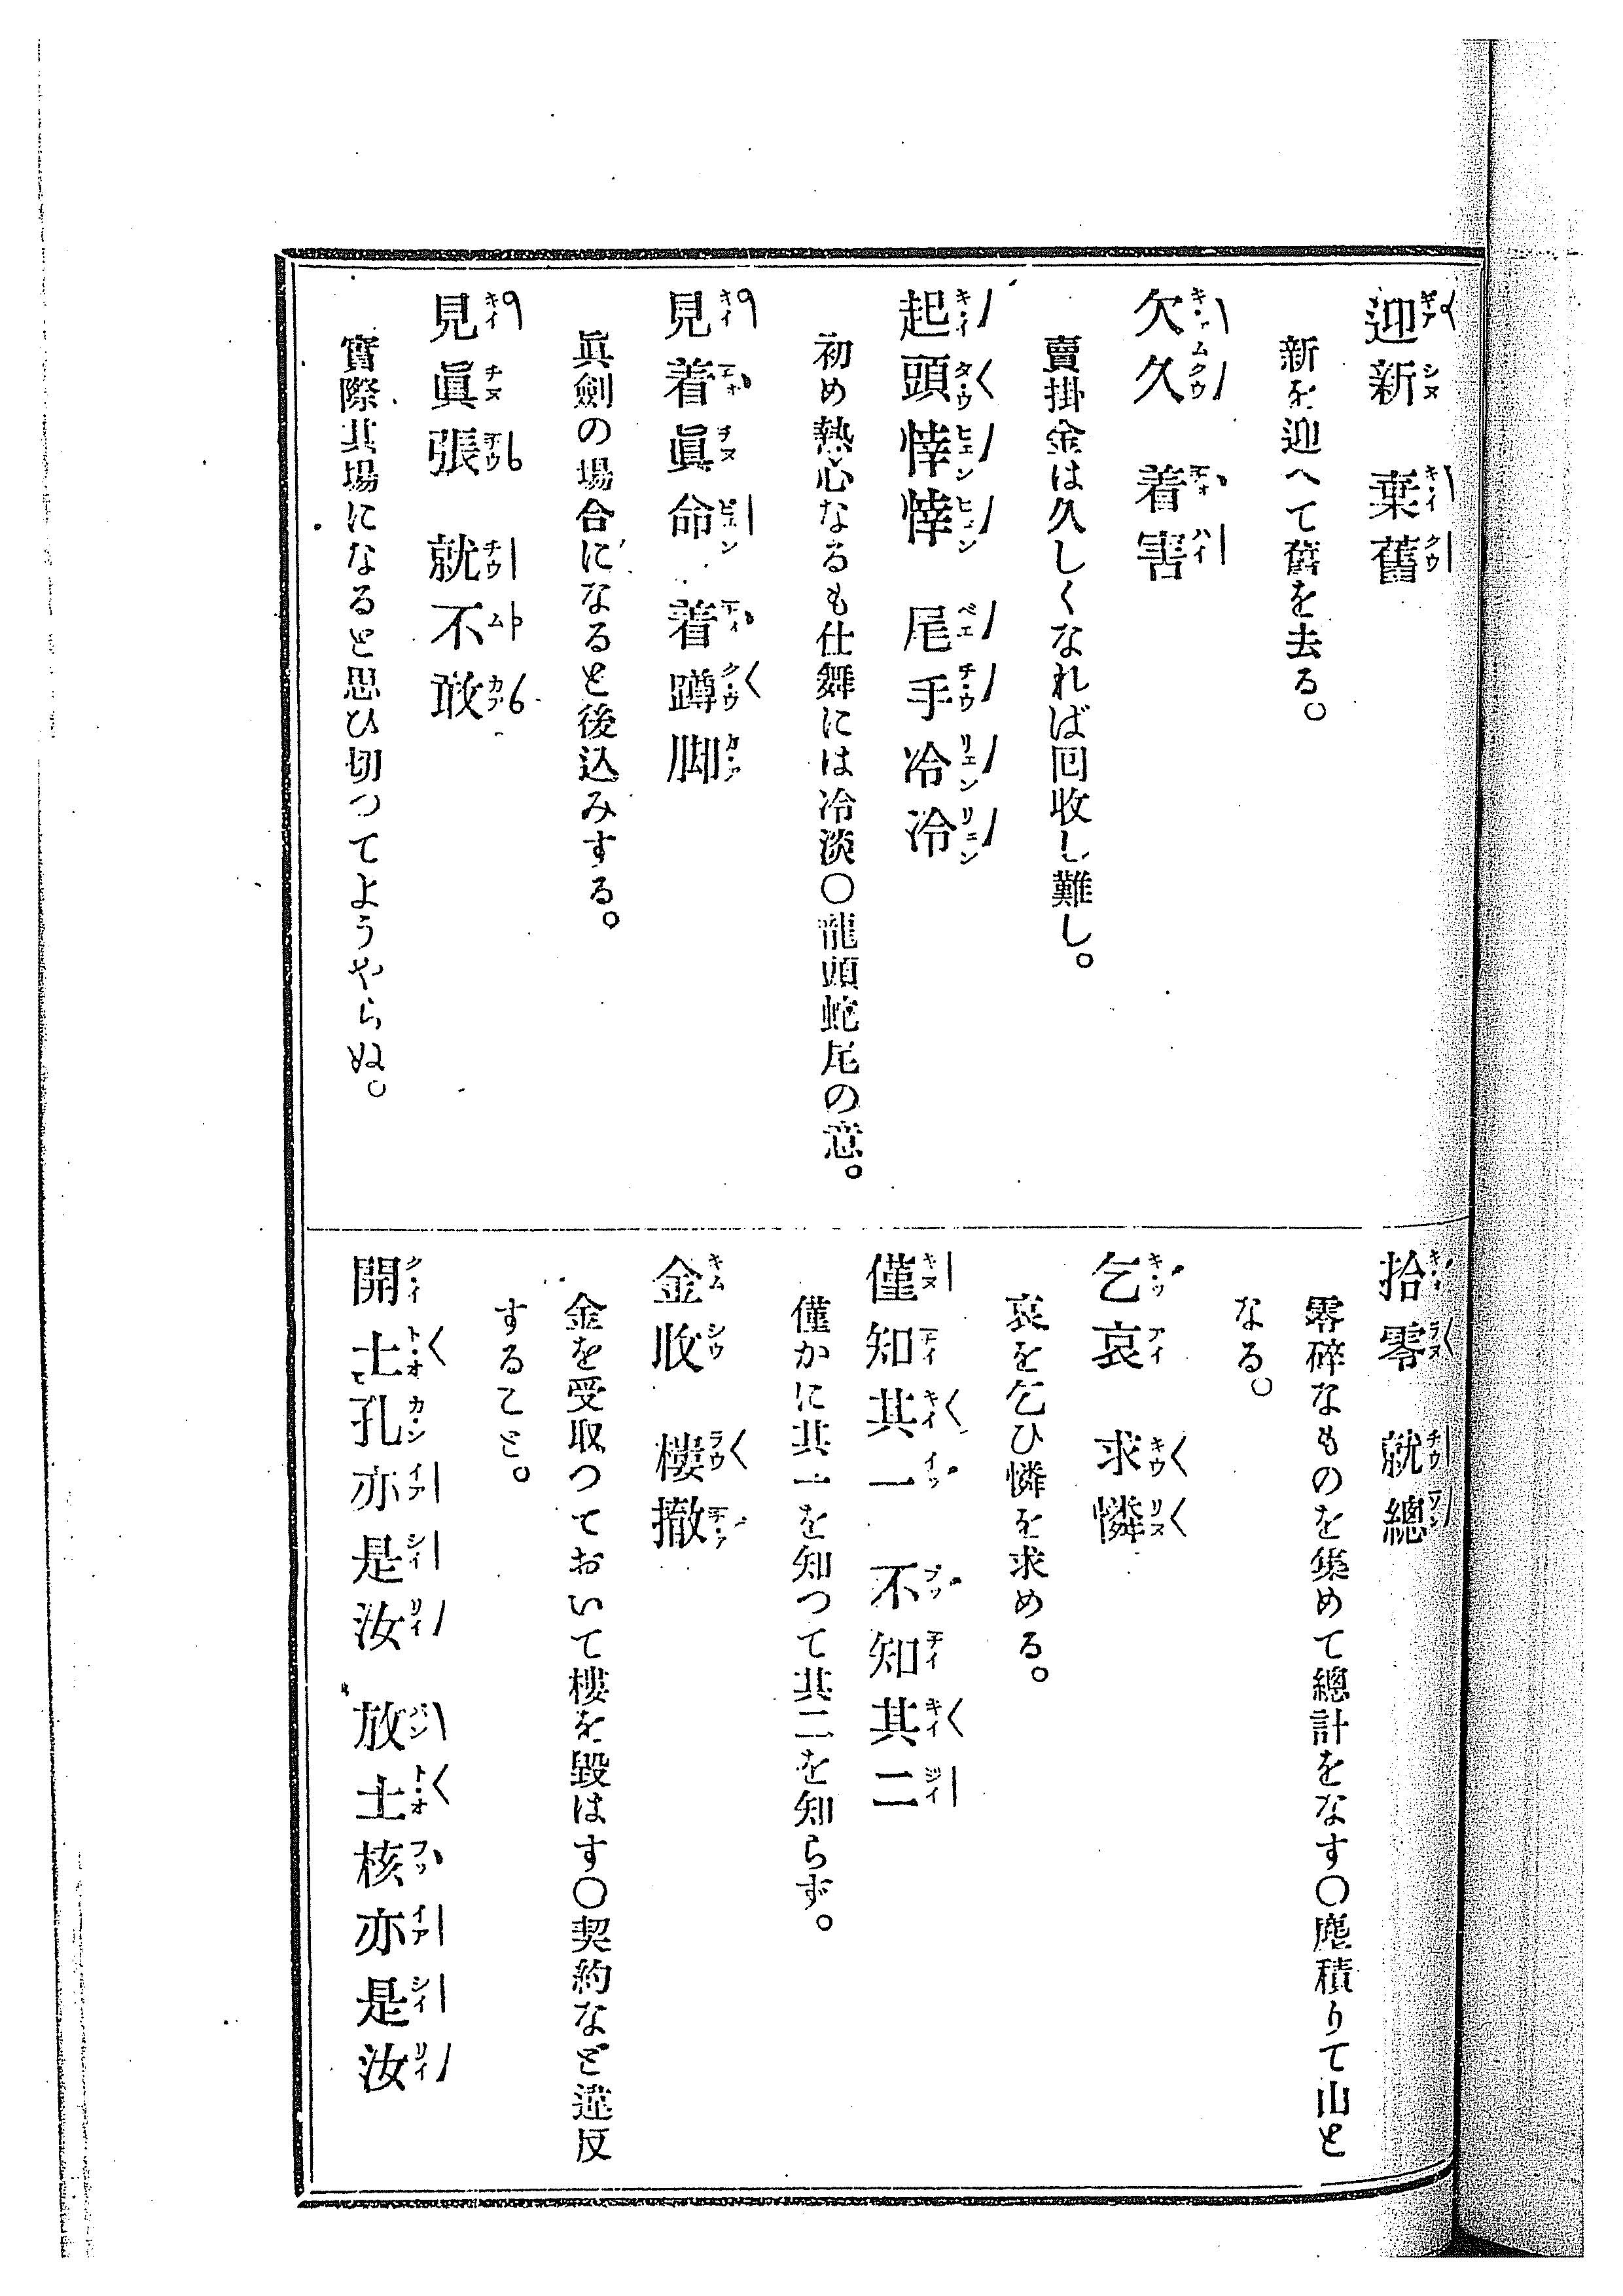 迎新 棄舊
新を迎へて舊を去る。
欠久 着害
賣掛金は久しくなれば回收し難し。
起頭悻悻 尾手冷冷
初め熱心なるも仕舞には冷淡〇龍頭蛇尾の意。
見着眞命 着蹲脚
眞劍の場合になると後込みする。
見眞張 就不敢
實際其場になると思ひ切つてようやらぬ。
拾零 就總
零碎なものを集めて總計をなす〇塵積りて山と
なる。
乞哀 求憐
哀を乞ひ憐を求める。
僅知其一 不知其二
僅かに其一を知つて其二を知らず。
金收 樓撤
金を受取つておいて樓を毀はす〇契約など違反
すること。
開土孔亦是汝 放土核亦是汝